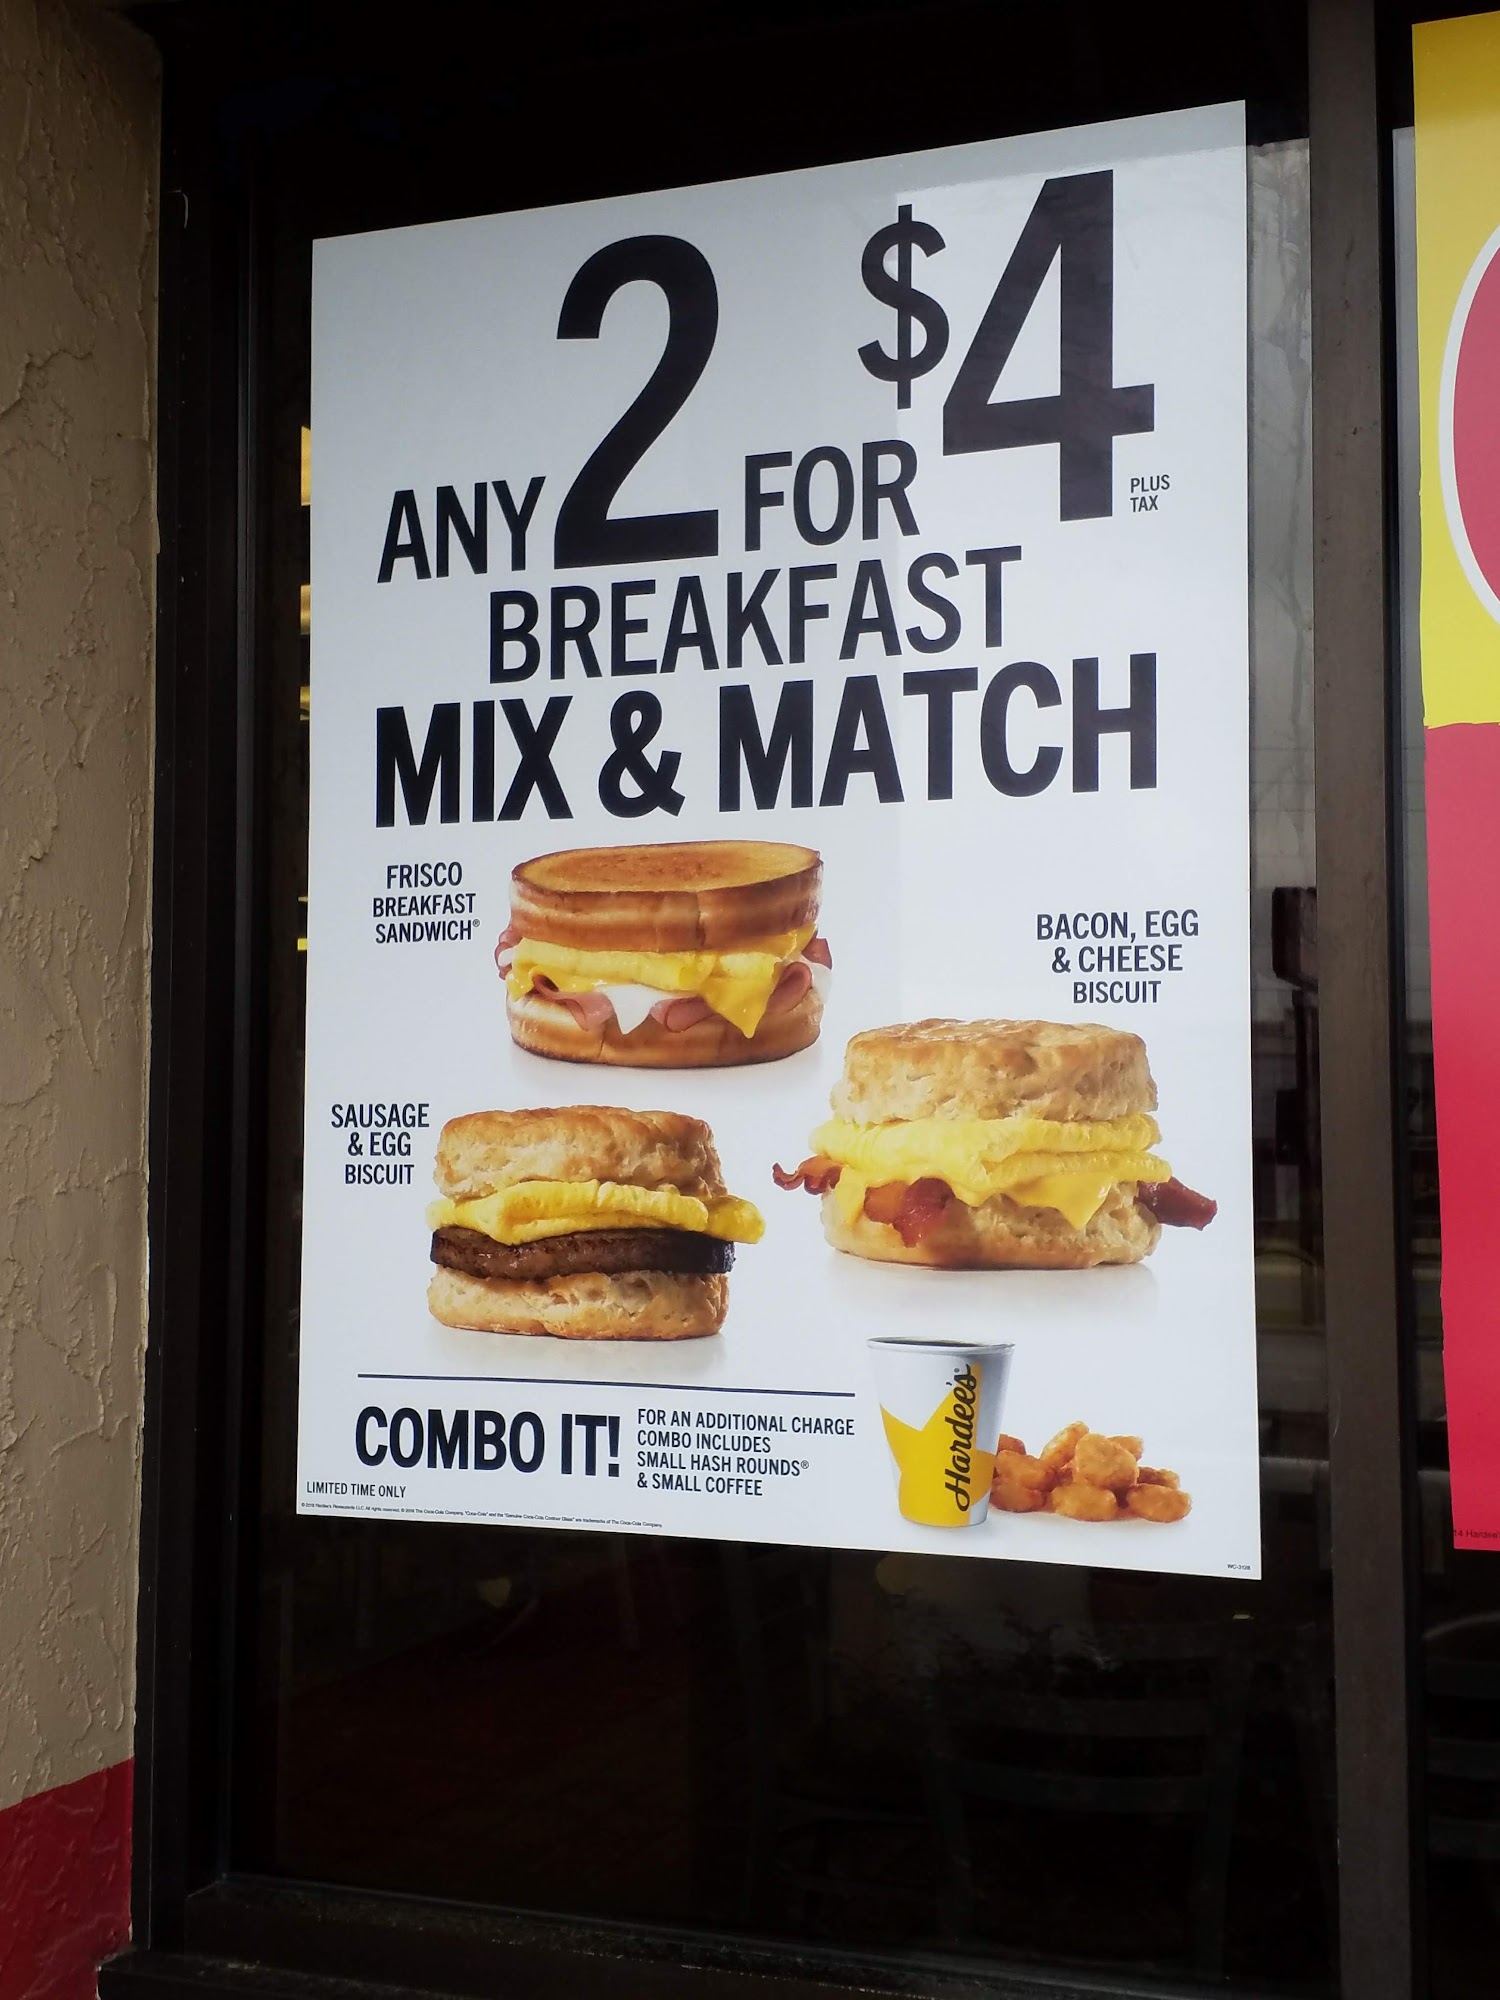 ANY 2 FOR $4
PLUS
TAX
BREAKFAST
MIX & MATCH
FRISCO
BREAKFAST
SANDWICH®
BACON, EGG
& CHEESE
BISCUIT
SAUSAGE
& EGG
BISCUIT
COMBO IT!
FOR AN ADDITIONAL CHARGE
COMBO INCLUDES
SMALL HASH ROUNDS®
& SMALL COFFEE
Hardee's
LIMITED TIME ONLY